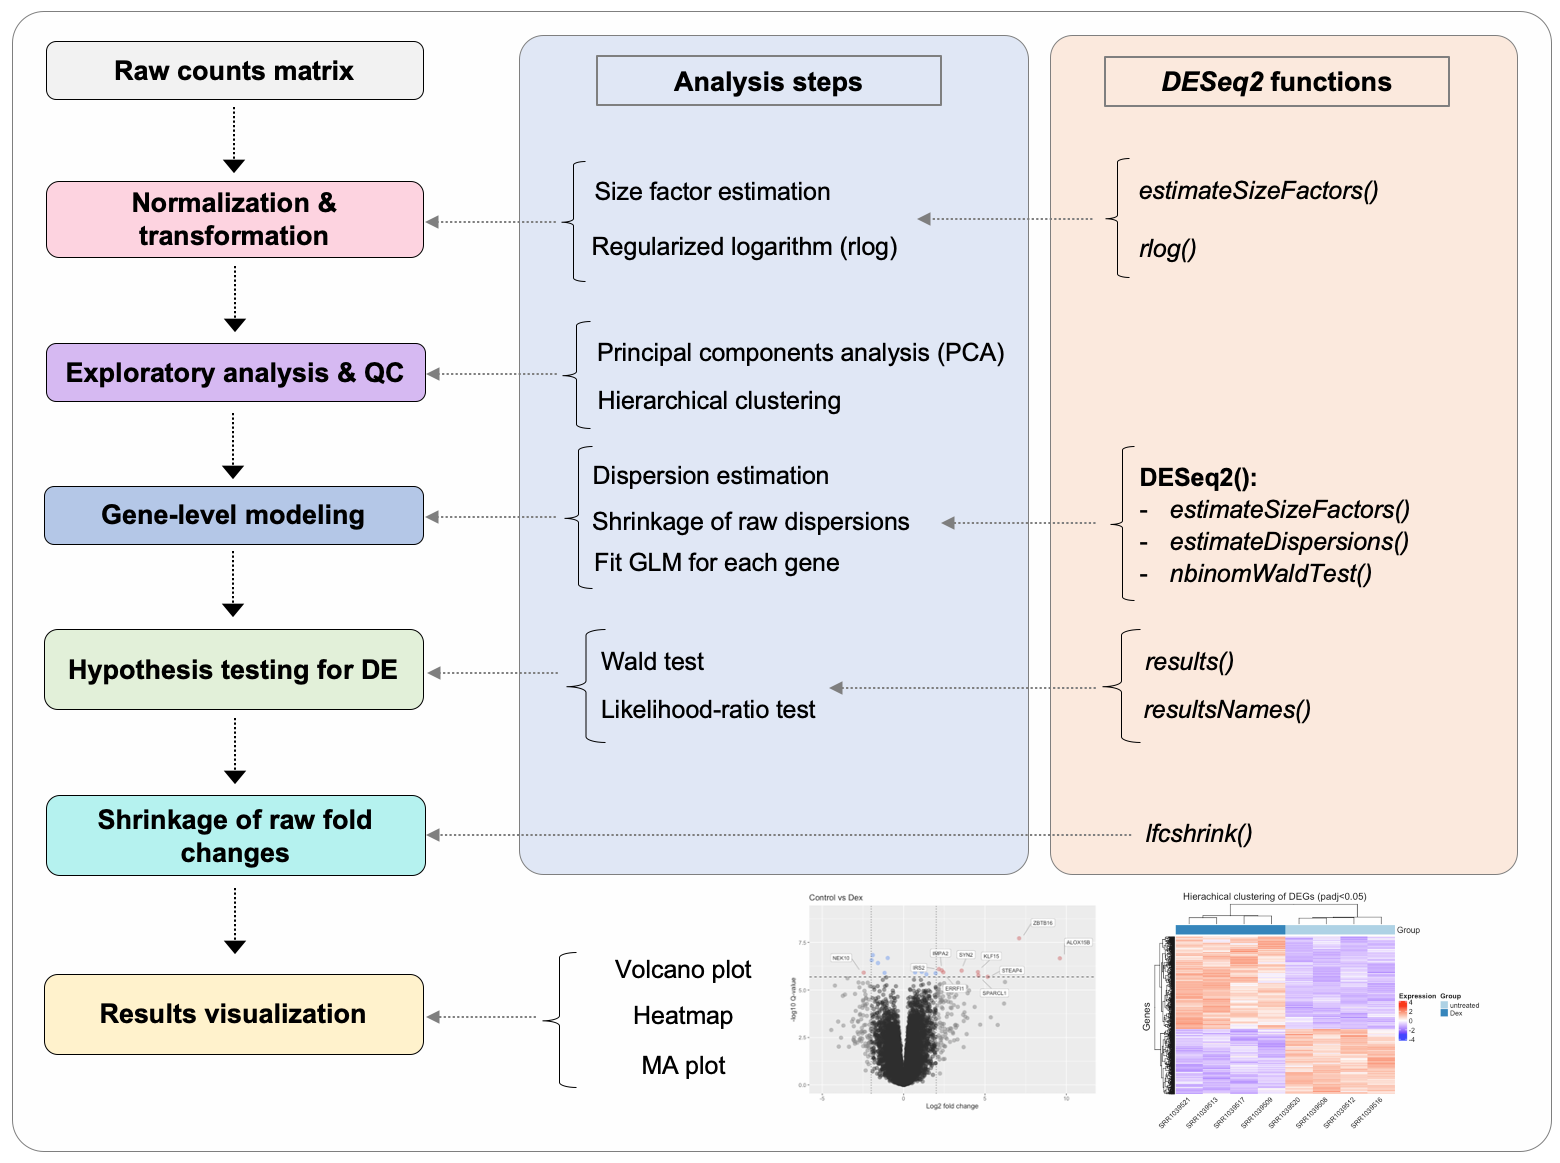 Raw counts matrix
Analysis steps
DESeq2 functions
Normalization &
transformation
Size factor estimation
Regularized logarithm (rlog)
estimateSizeFactors()
rlog()
Exploratory analysis & QC
Principal components analysis (PCA)
Hierarchical clustering
Gene-level modeling
Dispersion estimation
Shrinkage of raw dispersions
Fit GLM for each gene
DESeq2():
- estimateSizeFactors()
- estimateDispersions()
- nbinomWaldTest()
Hypothesis testing for DE
Wald test
Likelihood-ratio test
results()
resultsNames()
Shrinkage of raw fold
changes
lfcshrink()
Results visualization
Volcano plot
Heatmap
MA plot
Control vs Dex
ZBTB16
ALOX15B
NEK10
IMPA2
SYN2
KLF15
IRS2
STEAP4
ERRFI1
SPARCL1
-log10 Q-value
7.5
5.0
2.5
0.0
-5
0
5
10
Log2 fold change
Hierachical clustering of DEGs (padj<0.05)
Group
Genes
Expression
4
2
0
-2
-4
Group
untreated
Dex
SRR1039521
SRR1039513
SRR1039517
SRR1039509
SRR1039520
SRR1039508
SRR1039512
SRR1039516